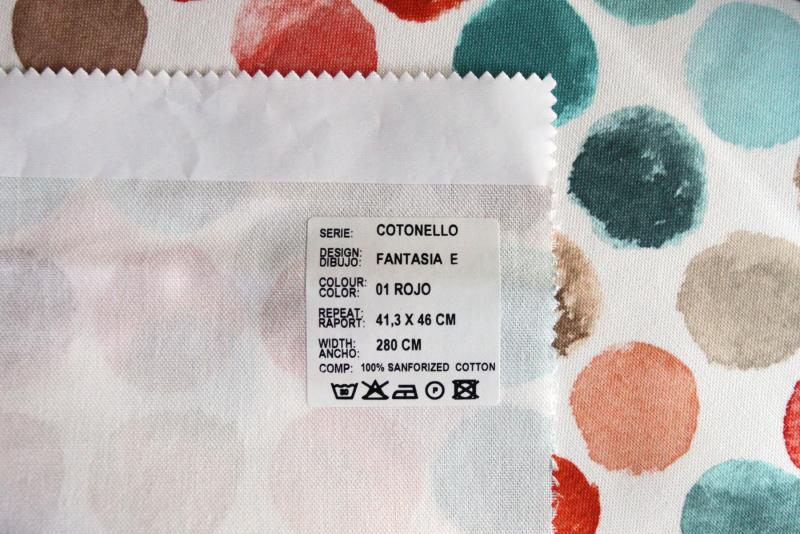 SERIE: COTONELLO
DESIGN:
DIBUJO: FANTASIA E
COLOUR:
COLOR: 01 ROJO
REPEAT:
RAPORT: 41,3 X 46 CM
WIDTH:
ANCHO: 280 CM
COMP: 100% SANFORIZED COTTON
P